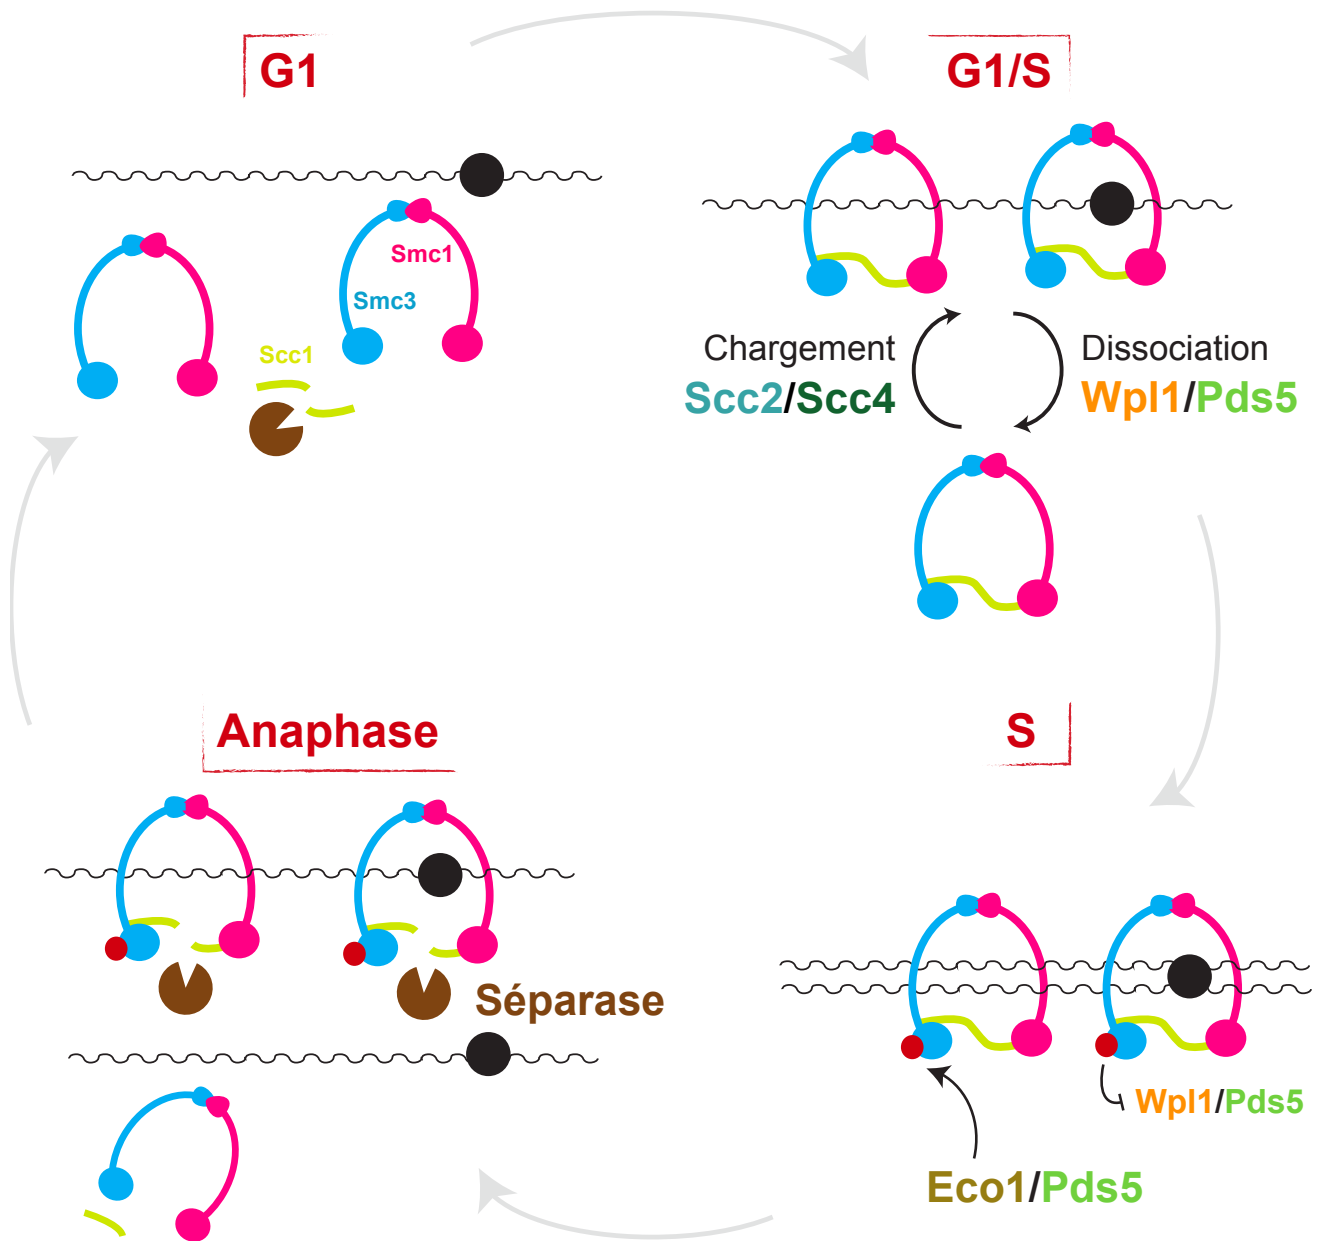 G1
G1/S
Smc1
Smc3
Scc1
Chargement
Scc2/Scc4
Dissociation
Wpl1/Pds5
Anaphase
S
Séparase
Wpl1/Pds5
Eco1/Pds5